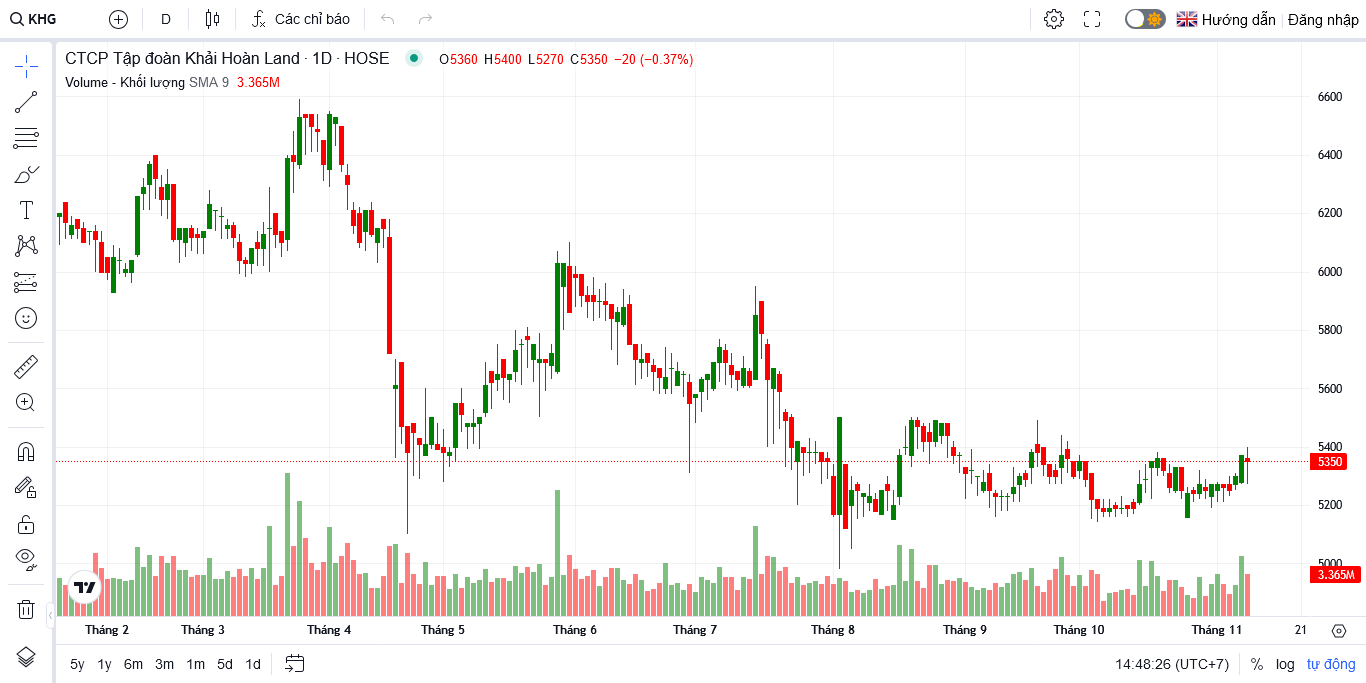 KHG D Các chỉ báo Hướng dẫn Đăng nhập
CTCP Tập đoàn Khải Hoàn Land · 1D · HOSE O5360 H5400 L5270 C5350 −20 (−0.37%)
Volume - Khối lượng SMA 9 3.365M
6600
6400
6200
6000
5800
5600
5400
5350
5200
5000
3.365M
Tháng 2 Tháng 3 Tháng 4 Tháng 5 Tháng 6 Tháng 7 Tháng 8 Tháng 9 Tháng 10 Tháng 11 21
5y 1y 6m 3m 1m 5d 1d 14:48:26 (UTC+7) % log tự động